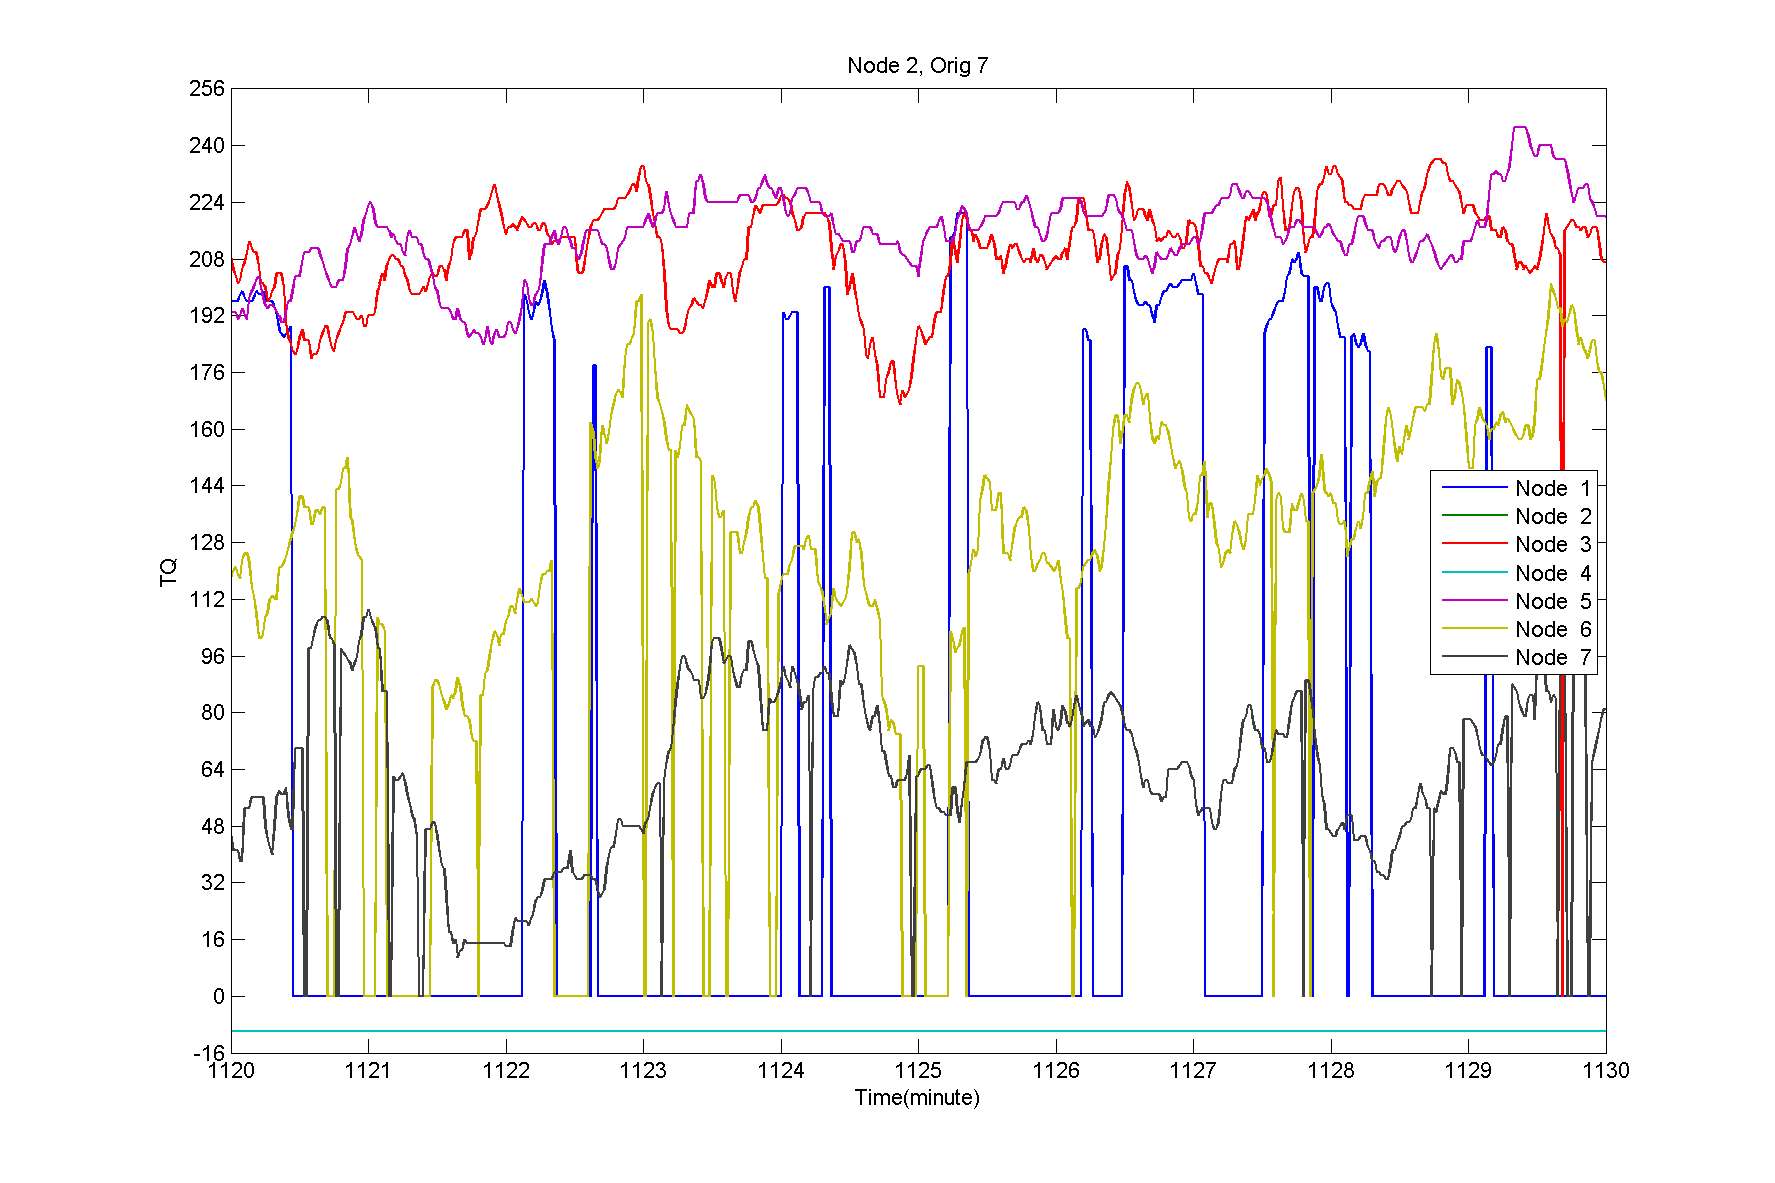 Node 2, Orig 7
256
240
224
208
192
176
160
144
128
112
96
80
64
48
32
16
0
-16
TQ
Node 1
Node 2
Node 3
Node 4
Node 5
Node 6
Node 7
1120 1121 1122 1123 1124 1125 1126 1127 1128 1129 1130
Time(minute)